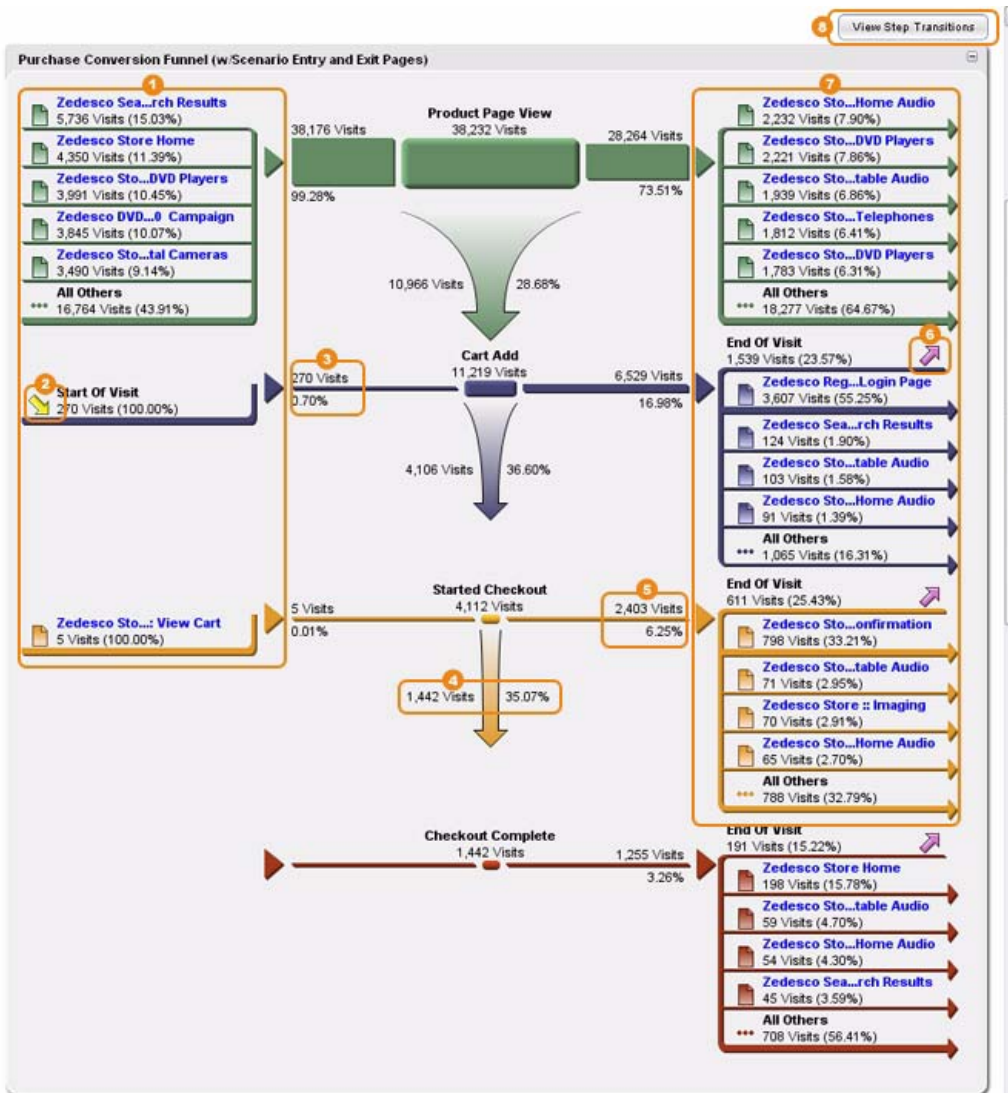 8
View Step Transitions
Purchase Conversion Funnel (w/Scenario Entry and Exit Pages)
1
Zedesco Sea...rch Results
5,736 Visits (15.03%)
Zedesco Store Home
4,350 Visits (11.39%)
Zedesco Sto...DVD Players
3,991 Visits (10.45%)
Zedesco DVD...0 Campaign
3,845 Visits (10.07%)
Zedesco Sto...tal Cameras
3,490 Visits (9.14%)
All Others
16,764 Visits (43.91%)
38,176 Visits
99.28%
Product Page View
38,232 Visits
28,264 Visits
73.51%
10,966 Visits
28.68%
7
Zedesco Sto...Home Audio
2,232 Visits (7.90%)
Zedesco Sto...DVD Players
2,221 Visits (7.86%)
Zedesco Sto...table Audio
1,939 Visits (6.86%)
Zedesco Sto...Telephones
1,812 Visits (6.41%)
Zedesco Sto...DVD Players
1,783 Visits (6.31%)
All Others
18,277 Visits (64.67%)
2
Start Of Visit
270 Visits (100.00%)
3
270 Visits
0.70%
Cart Add
11,219 Visits
6,529 Visits
16.98%
4,106 Visits
36.60%
End Of Visit
1,539 Visits (23.57%)
6
Zedesco Reg...Login Page
3,607 Visits (55.25%)
Zedesco Sea...rch Results
124 Visits (1.90%)
Zedesco Sto...table Audio
103 Visits (1.58%)
Zedesco Sto...Home Audio
91 Visits (1.39%)
All Others
1,065 Visits (16.31%)
Zedesco Sto...: View Cart
5 Visits (100.00%)
5 Visits
0.01%
Started Checkout
4,112 Visits
5
2,403 Visits
6.25%
4
1,442 Visits
35.07%
End Of Visit
611 Visits (25.43%)
Zedesco Sto...onfirmation
798 Visits (33.21%)
Zedesco Sto...table Audio
71 Visits (2.95%)
Zedesco Store :: Imaging
70 Visits (2.91%)
Zedesco Sto...Home Audio
65 Visits (2.70%)
All Others
788 Visits (32.79%)
Checkout Complete
1,442 Visits
1,255 Visits
3.26%
End Of Visit
191 Visits (15.22%)
Zedesco Store Home
198 Visits (15.78%)
Zedesco Sto...table Audio
59 Visits (4.70%)
Zedesco Sto...Home Audio
54 Visits (4.30%)
Zedesco Sea...rch Results
45 Visits (3.59%)
All Others
708 Visits (56.41%)